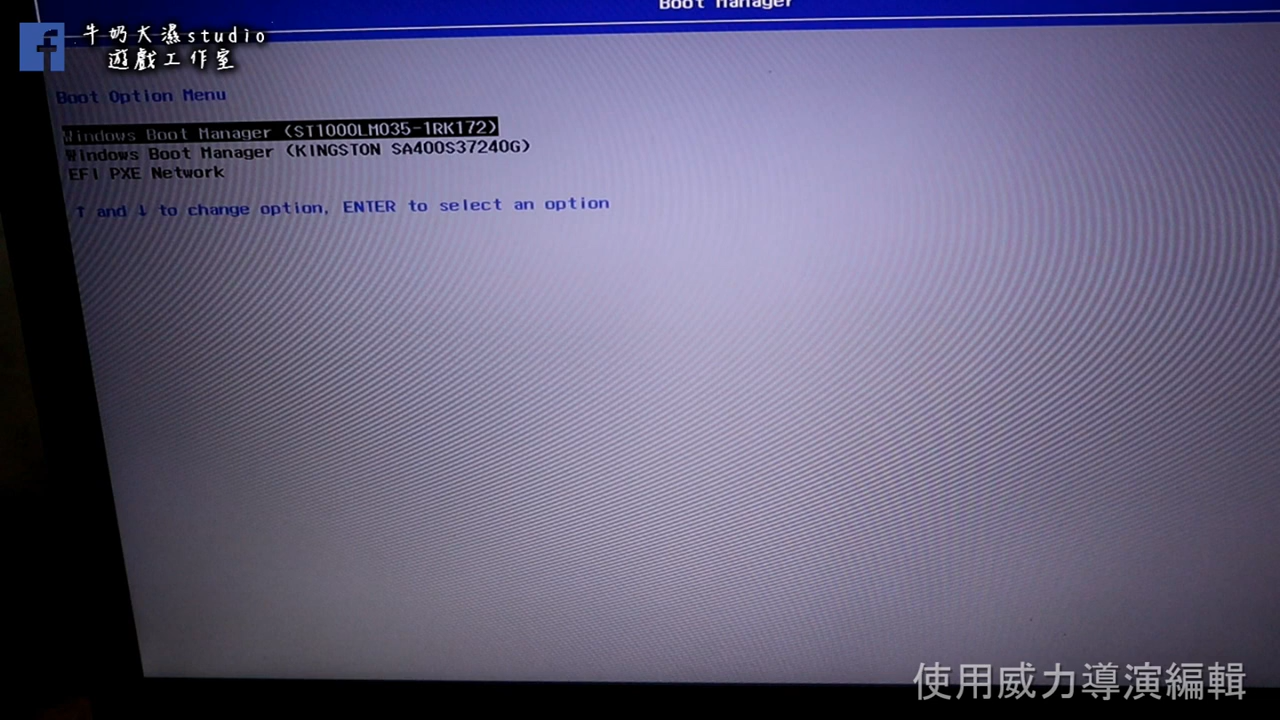 Boot Manager
牛奶大濕studio
遊戲工作室
Boot Option Menu
Windows Boot Manager (ST1000LM035-1RK172)
Windows Boot Manager (KINGSTON SA400S37240G)
EFI PXE Network
↑ and ↓ to change option, ENTER to select an option
使用威力導演編輯